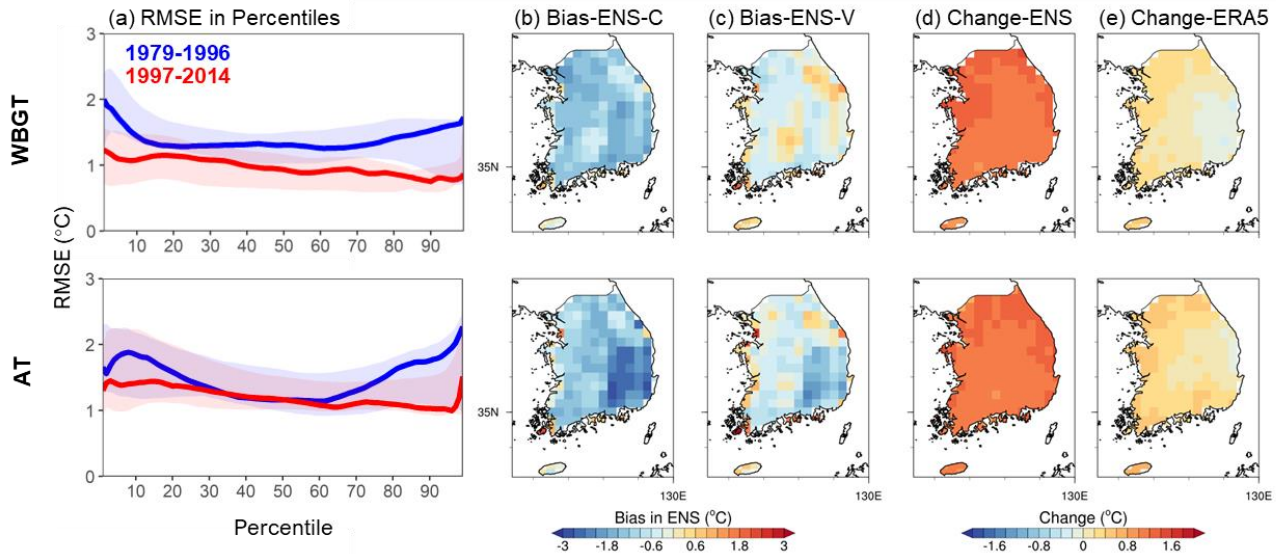 (a) RMSE in Percentiles
(b) Bias-ENS-C
(c) Bias-ENS-V
(d) Change-ENS
(e) Change-ERA5
WBGT
AT
RMSE (°C)
3
2
1
0
1979-1996
1997-2014
10 20 30 40 50 60 70 80 90
35N
130E
130E
3
2
1
0
10 20 30 40 50 60 70 80 90
Percentile
35N
130E
130E
Bias in ENS (°C)
-3 -1.8 -0.6 0.6 1.8 3
Change (°C)
-1.6 -0.8 0 0.8 1.6